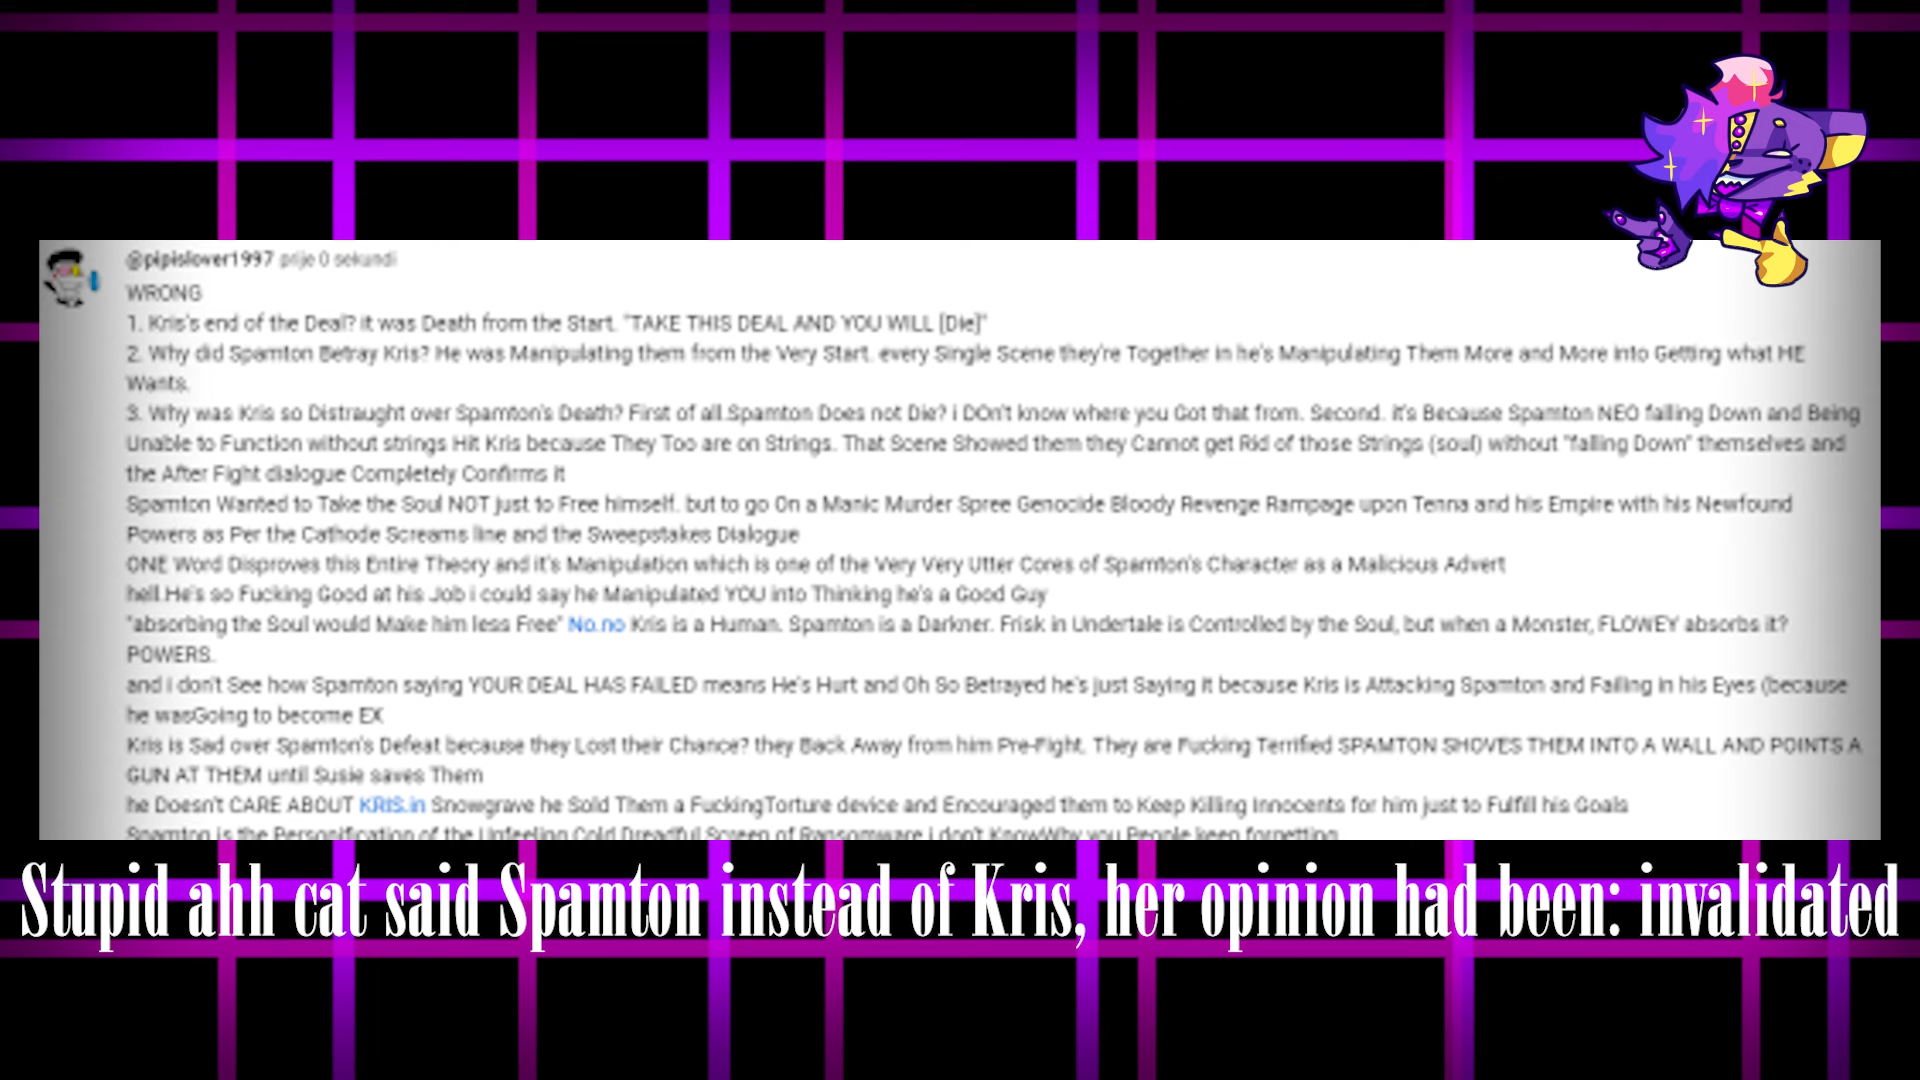 @pipislover1997 prije 0 sekundi
WRONG
1. Kris's end of the Deal? it was Death from the Start. "TAKE THIS DEAL AND YOU WILL [Die]"
2. Why did Spamton Betray Kris? He was Manipulating them from the Very Start. every Single Scene they're Together in he's Manipulating Them More and More into Getting what HE
Wants.
3. Why was Kris so Distraught over Spamton's Death? First of all.Spamton Does not Die? i DOn't know where you Got that from. Second. it's Because Spamton NEO falling Down and Being
Unable to Function without strings Hit Kris because They Too are on Strings. That Scene Showed them they Cannot get Rid of those Strings (soul) without "falling Down" themselves and
the After Fight dialogue Completely Confirms it
Spamton Wanted to Take the Soul NOT just to Free himself. but to go On a Manic Murder Spree Genocide Bloody Revenge Rampage upon Tenna and his Empire with his Newfound
Powers as Per the Cathode Screams line and the Sweepstakes Dialogue
ONE Word Disproves this Entire Theory and it's Manipulation which is one of the Very Very Utter Cores of Spamton's Character as a Malicious Advert
hell.He's so Fucking Good at his Job i could say he Manipulated YOU into Thinking he's a Good Guy
"absorbing the Soul would Make him less Free" No.no Kris is a Human. Spamton is a Darkner. Frisk in Undertale is Controlled by the Soul, but when a Monster, FLOWEY absorbs it?
POWERS.
and i don't See how Spamton saying YOUR DEAL HAS FAILED means He's Hurt and Oh So Betrayed he's just Saying it because Kris is Attacking Spamton and Failing in his Eyes (because
he wasGoing to become EX
Kris is Sad over Spamton's Defeat because they Lost their Chance? they Back Away from him Pre-Fight. They are Fucking Terrified SPAMTON SHOVES THEM INTO A WALL AND POINTS A
GUN AT THEM until Susie saves Them
he Doesn't CARE ABOUT KRIS.in Snowgrave he Sold Them a FuckingTorture device and Encouraged them to Keep Killing Innocents for him just to Fulfill his Goals
Spamton is the Personification of the Unfeeling Cold Dreadful Screen of Ransomware i don't KnowWhy you People keep forgetting
Stupid ahh cat said Spamton instead of Kris, her opinion had been: invalidated